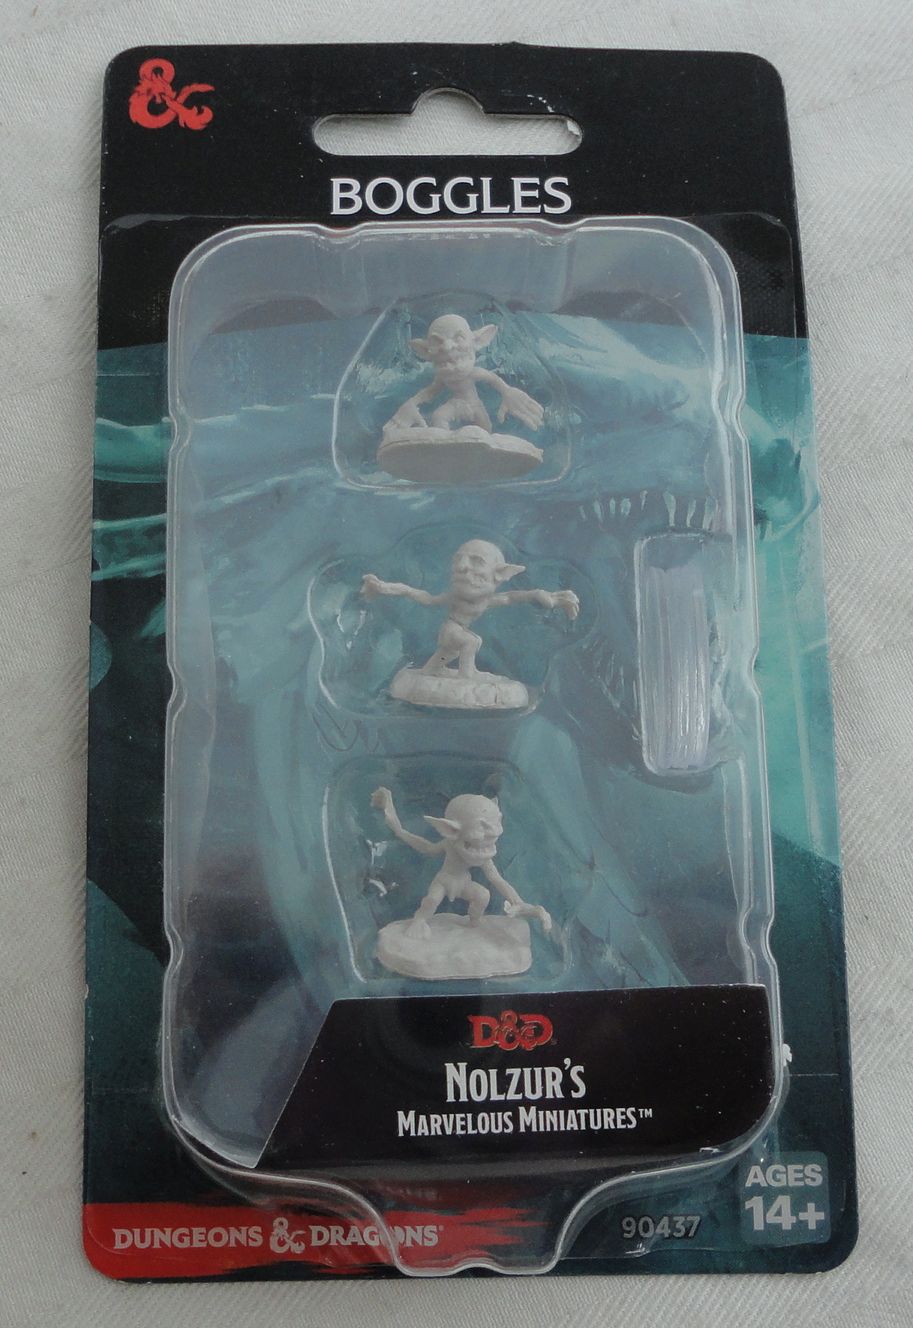 BOGGLES
D&D
NOLZUR'S
MARVELOUS MINIATURES™
AGES
14+
DUNGEONS & DRAGONS®
90437